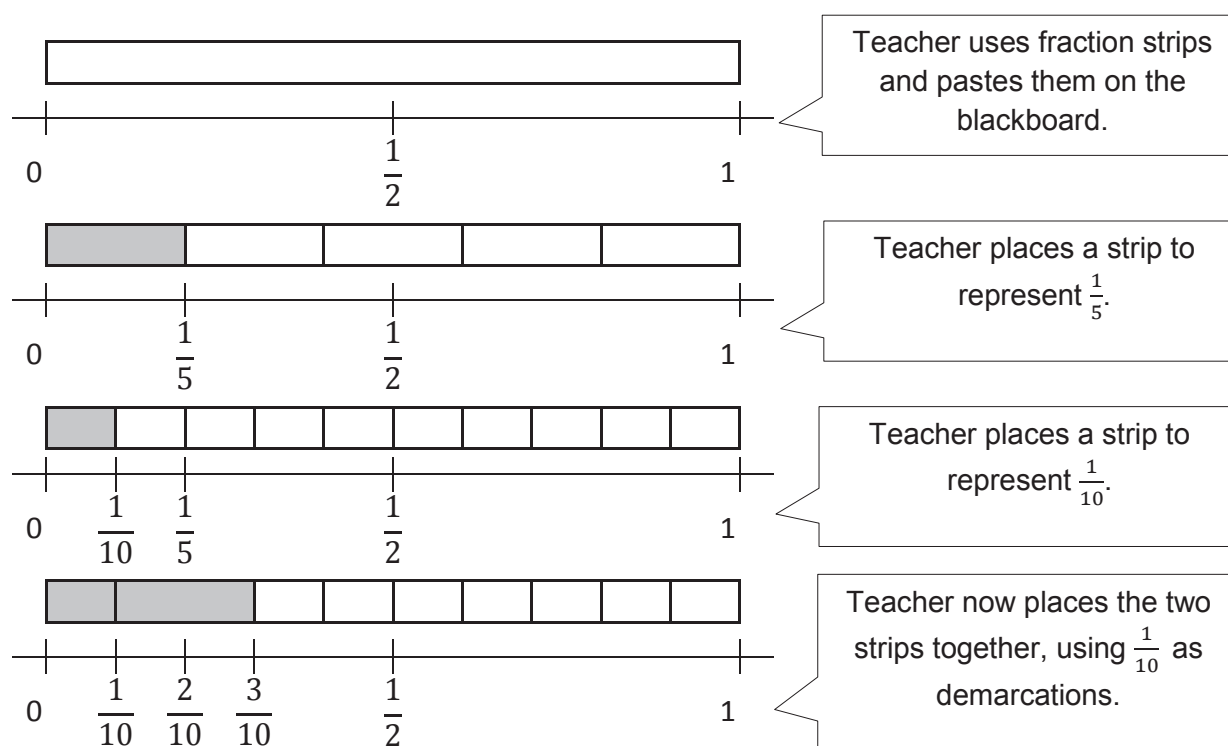 Teacher uses fraction strips
and pastes them on the
blackboard.
0 1/2 1
Teacher places a strip to
represent 1/5.
0 1/5 1/2 1
Teacher places a strip to
represent 1/10.
0 1/10 1/5 1/2 1
Teacher now places the two
strips together, using 1/10 as
demarcations.
0 1/10 2/10 3/10 1/2 1